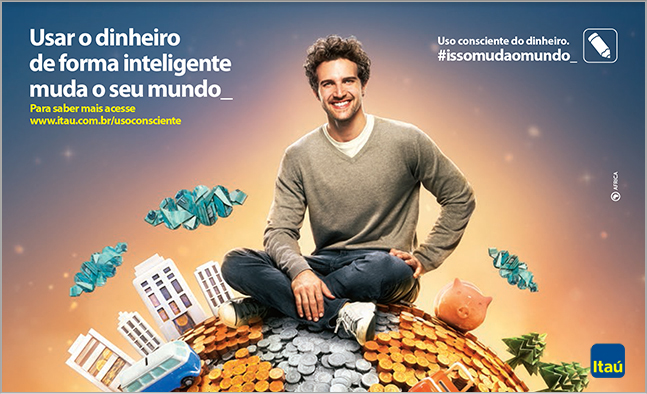 Usar o dinheiro
de forma inteligente
muda o seu mundo_
Para saber mais acesse
www.itau.com.br/usoconsciente
Uso consciente do dinheiro.
#issomudaomundo_
AFRICA
Itaú